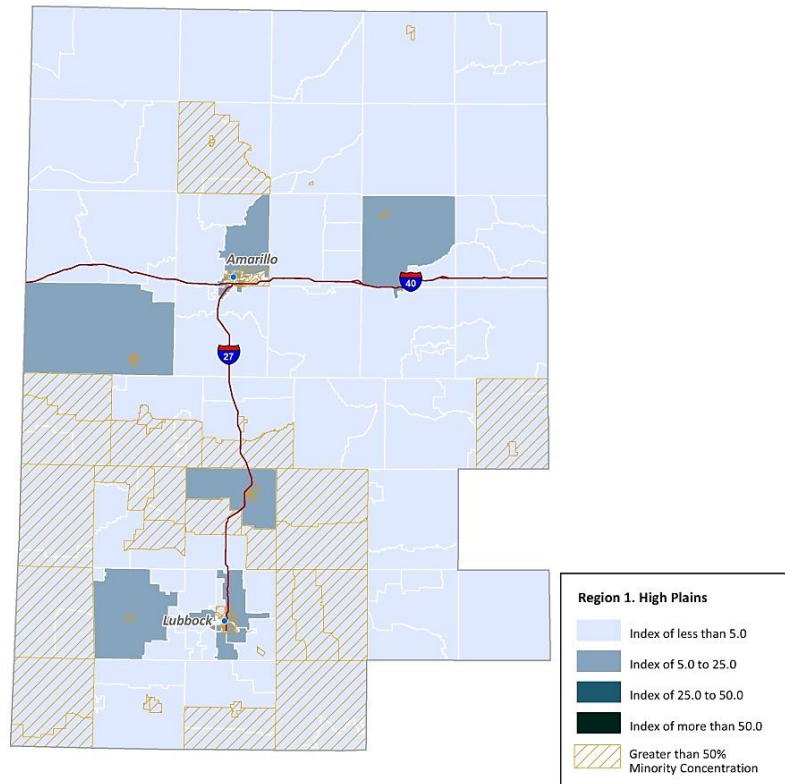 Amarillo
40
27
Lubbock
Region 1. High Plains
Index of less than 5.0
Index of 5.0 to 25.0
Index of 25.0 to 50.0
Index of more than 50.0
Greater than 50%
Minority Concentration